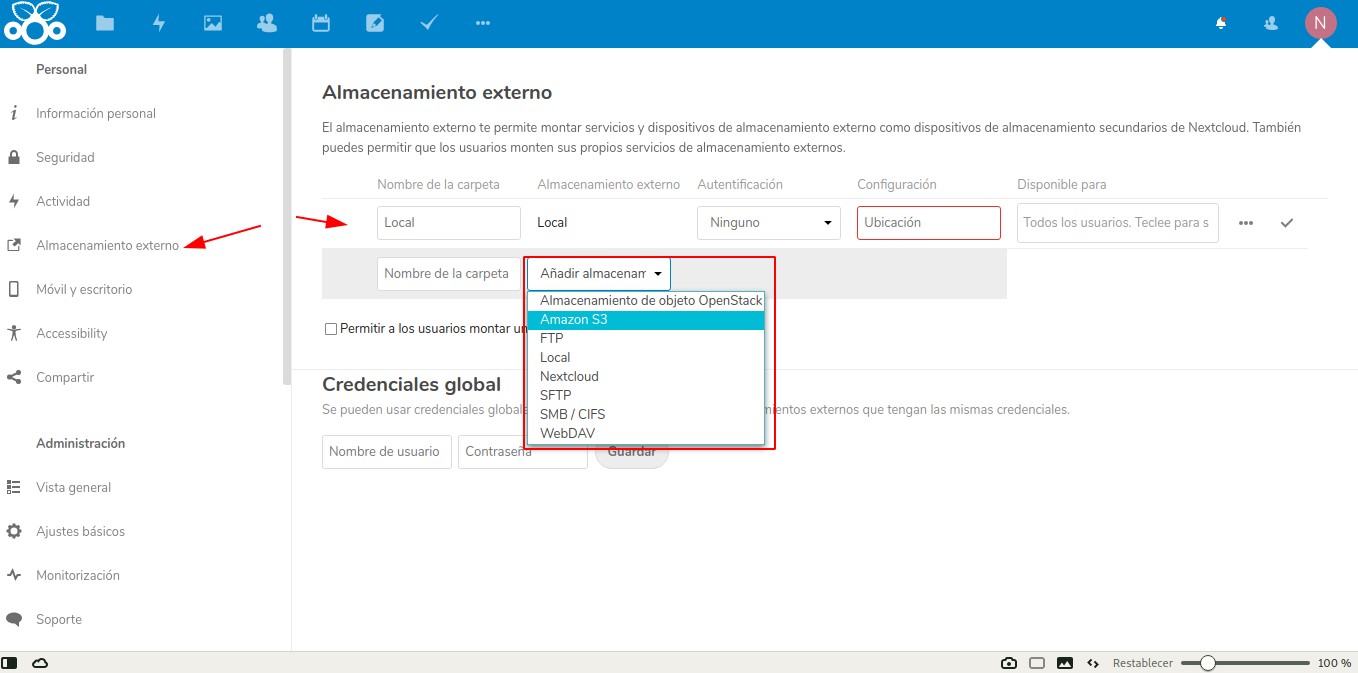 N
Personal
Información personal
Seguridad
Actividad
Almacenamiento externo
Móvil y escritorio
Accessibility
Compartir
Administración
Vista general
Ajustes básicos
Monitorización
Soporte
Almacenamiento externo
El almacenamiento externo te permite montar servicios y dispositivos de almacenamiento externo como dispositivos de almacenamiento secundarios de Nextcloud. También
puedes permitir que los usuarios monten sus propios servicios de almacenamiento externos.
Nombre de la carpeta Almacenamiento externo Autentificación Configuración Disponible para
Local Local Ninguno Ubicación Todos los usuarios. Teclee para s
Nombre de la carpeta Añadir almacenam
Almacenamiento de objeto OpenStack
Amazon S3
FTP
Local
Nextcloud
SFTP
SMB / CIFS
WebDAV
Permitir a los usuarios montar un
Credenciales global
Se pueden usar credenciales globale mientos externos que tengan las mismas credenciales.
Nombre de usuario Contraseña Guardar
Restablecer 100 %